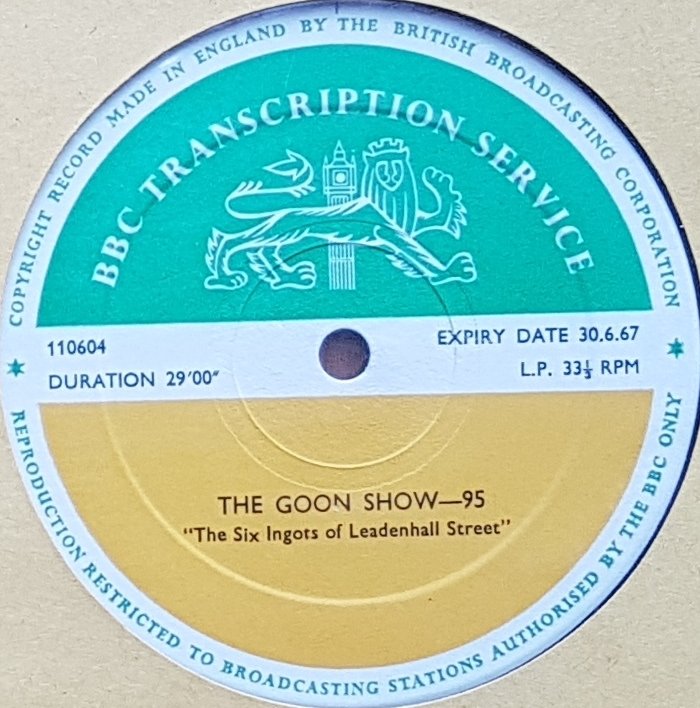 COPYRIGHT RECORD MADE IN ENGLAND BY THE BRITISH BROADCASTING CORPORATION
BBC TRANSCRIPTION SERVICE
110604
EXPIRY DATE 30.6.67
DURATION 29'00"
L.P. 33⅓ RPM
THE GOON SHOW—95
"The Six Ingots of Leadenhall Street"
REPRODUCTION RESTRICTED TO BROADCASTING STATIONS AUTHORISED BY THE BBC ONLY